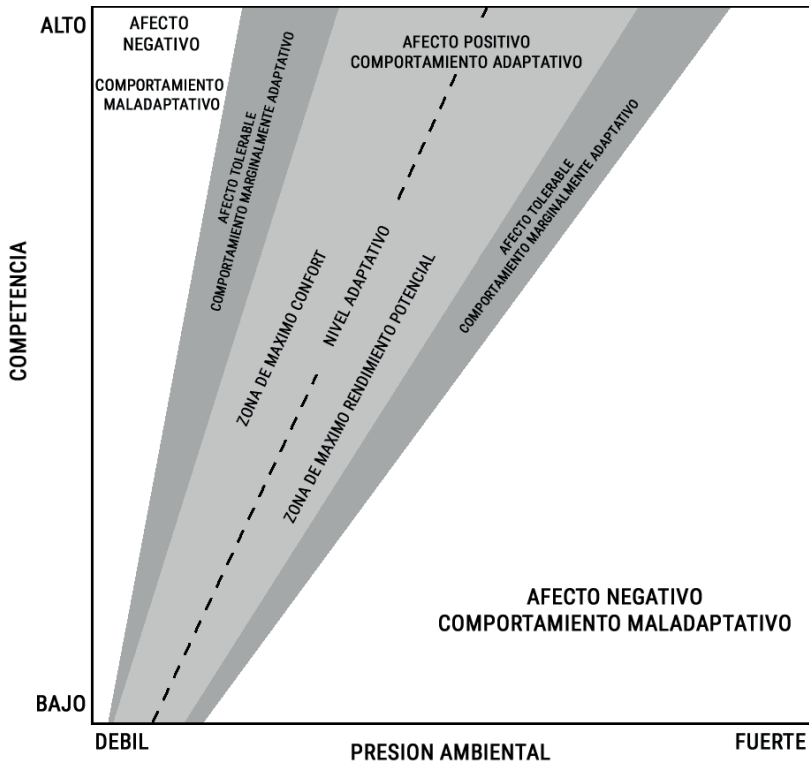 ALTO
AFECTO
NEGATIVO
COMPORTAMIENTO
MALADAPTATIVO
AFECTO TOLERABLE
COMPORTAMIENTO MARGINALMENTE ADAPTATIVO
AFECTO POSITIVO
COMPORTAMIENTO ADAPTATIVO
AFECTO TOLERABLE
COMPORTAMIENTO MARGINALMENTE ADAPTATIVO
ZONA DE MAXIMO CONFORT
NIVEL ADAPTATIVO
ZONA DE MAXIMO RENDIMIENTO POTENCIAL
COMPETENCIA
AFECTO NEGATIVO
COMPORTAMIENTO MALADAPTATIVO
BAJO
DEBIL
PRESION AMBIENTAL
FUERTE